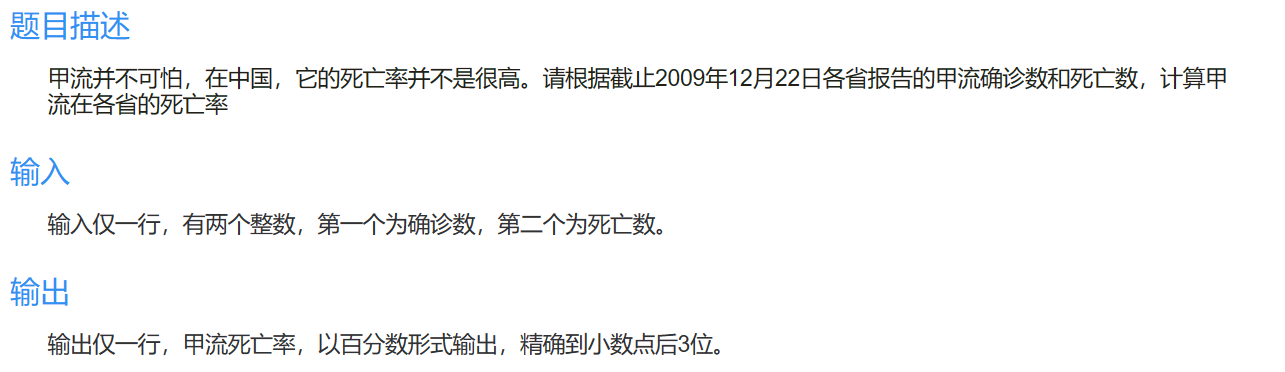 题目描述
甲流并不可怕，在中国，它的死亡率并不是很高。请根据截止2009年12月22日各省报告的甲流确诊数和死亡数，计算甲
流在各省的死亡率
输入
输入仅一行，有两个整数，第一个为确诊数，第二个为死亡数。
输出
输出仅一行，甲流死亡率，以百分数形式输出，精确到小数点后3位。